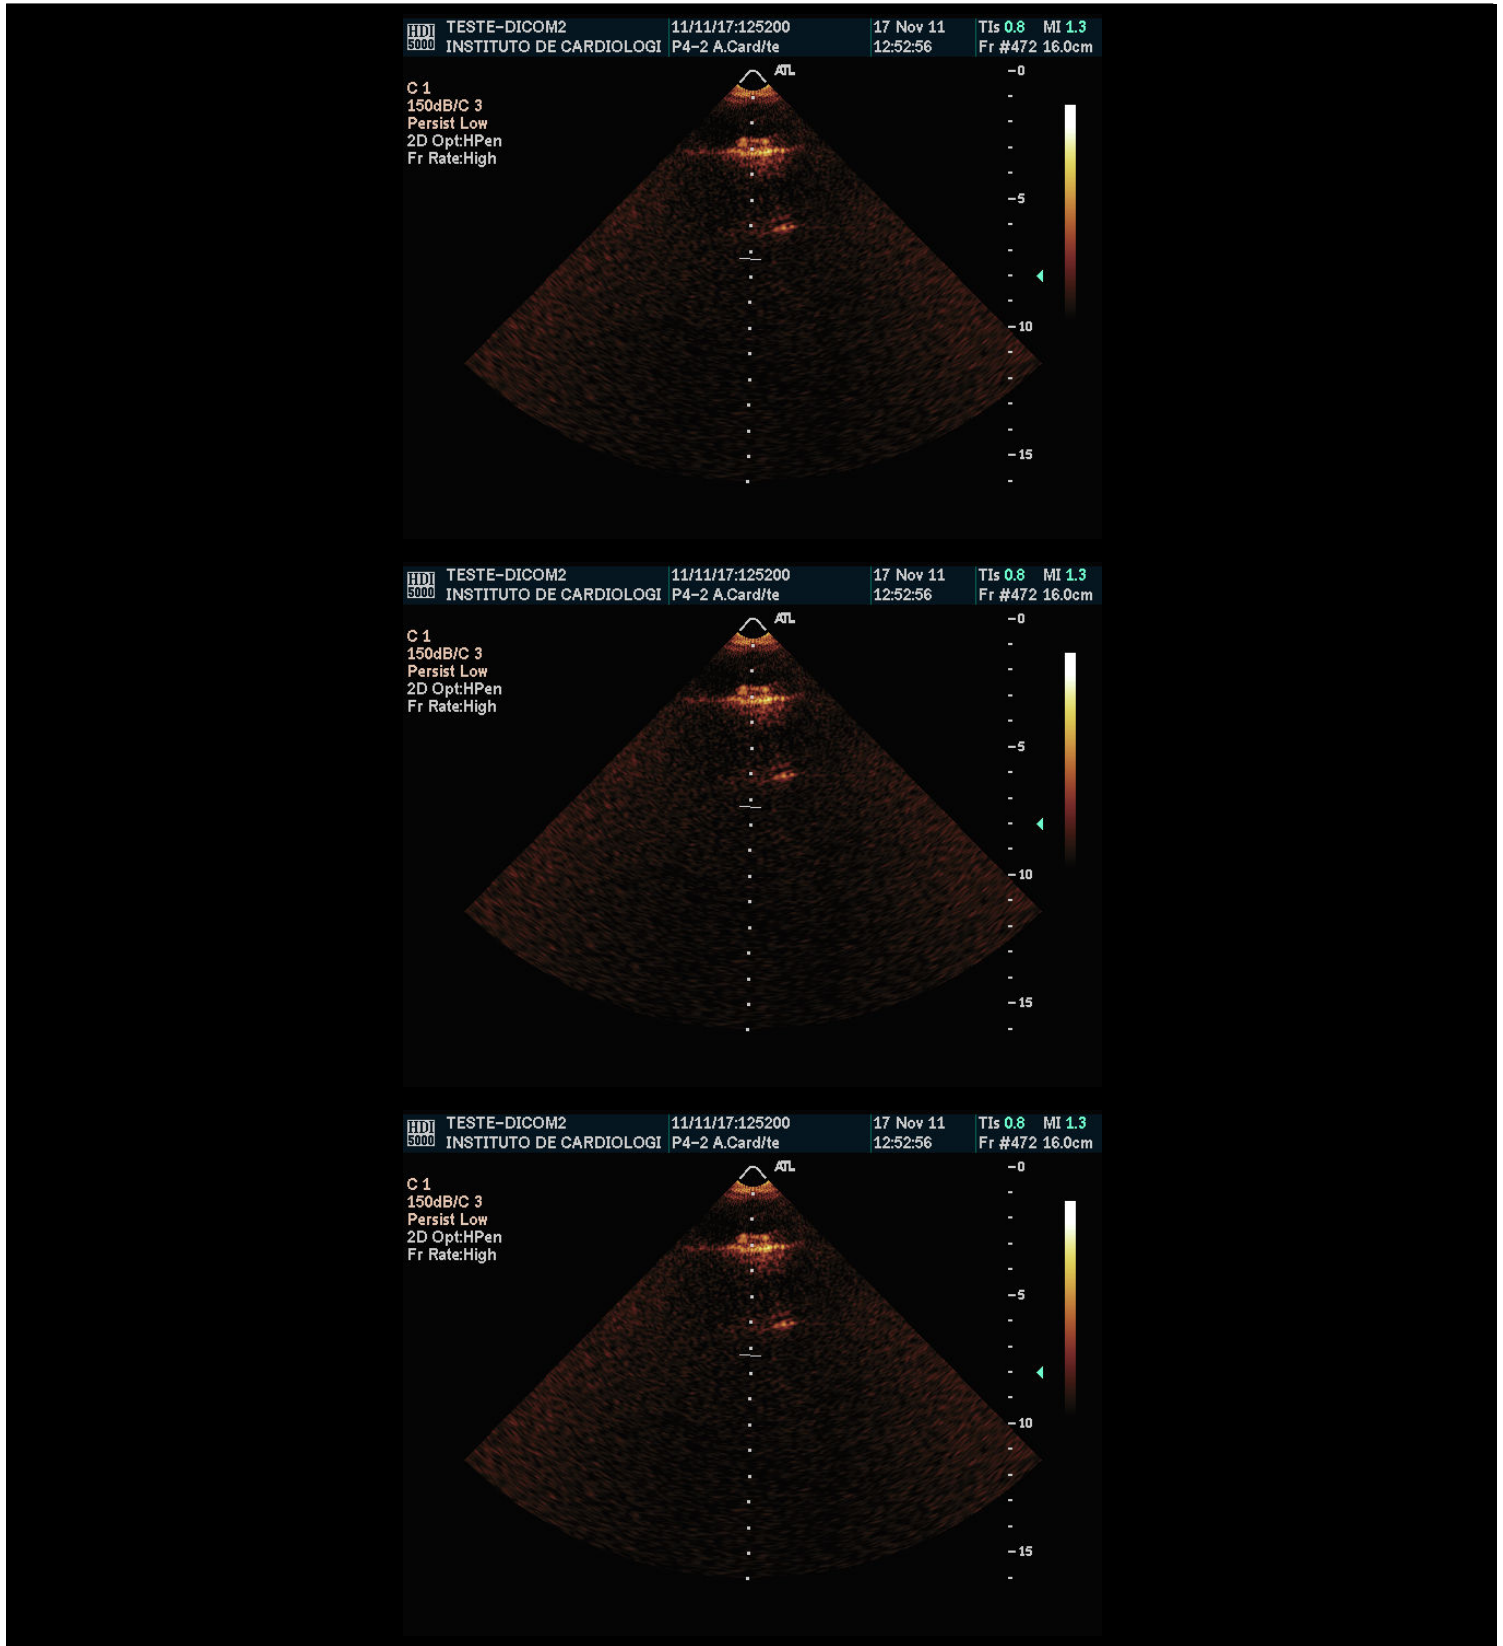 HDI 5000 TESTE-DICOM2 11/11/17:125200 17 Nov 11 TIs 0.8 MI 1.3
INSTITUTO DE CARDIOLOGI P4-2 A.Card/te 12:52:56 Fr #472 16.0cm
ATL
0
C 1
150dB/C 3
Persist Low
2D Opt:HPen
Fr Rate:High
5
10
15
HDI 5000 TESTE-DICOM2 11/11/17:125200 17 Nov 11 TIs 0.8 MI 1.3
INSTITUTO DE CARDIOLOGI P4-2 A.Card/te 12:52:56 Fr #472 16.0cm
ATL
0
C 1
150dB/C 3
Persist Low
2D Opt:HPen
Fr Rate:High
5
10
15
HDI 5000 TESTE-DICOM2 11/11/17:125200 17 Nov 11 TIs 0.8 MI 1.3
INSTITUTO DE CARDIOLOGI P4-2 A.Card/te 12:52:56 Fr #472 16.0cm
ATL
0
C 1
150dB/C 3
Persist Low
2D Opt:HPen
Fr Rate:High
5
10
15